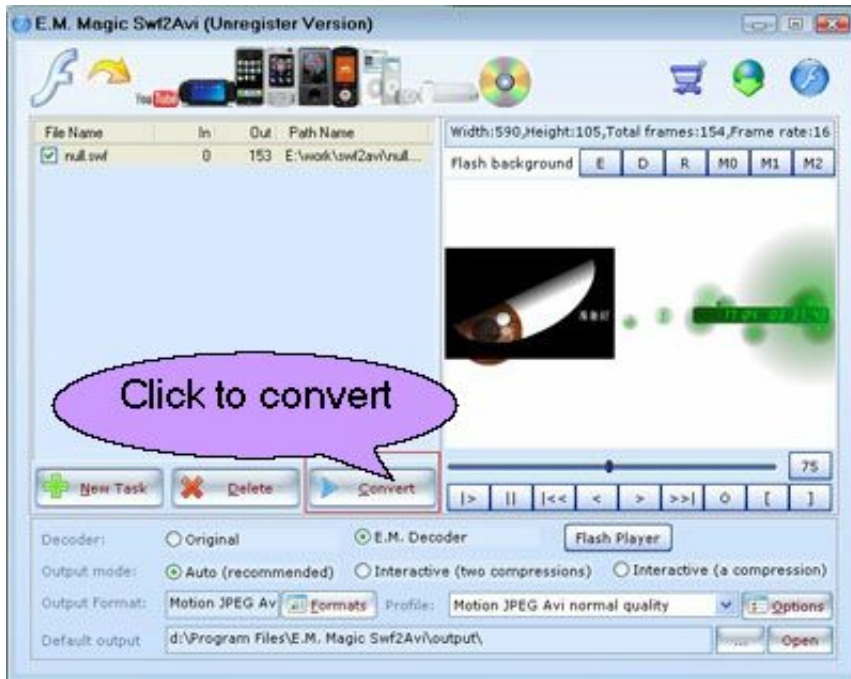 E.M. Magic Swf2Avi (Unregister Version)
You Tube
File Name In Out Path Name
null.swf 0 153 E:\work\swf2avi\null...
Width:590,Height:105,Total frames:154,Frame rate:16
Flash background E D R M0 M1 M2
Click to convert
75
New Task Delete Convert
|> || |<< < > >>| O [ ]
Decoder: Original E.M. Decoder Flash Player
Output mode: Auto (recommended) Interactive (two compressions) Interactive (a compression)
Output Format: Motion JPEG Av Formats Profile: Motion JPEG Avi normal quality Options
Default output d:\Program Files\E.M. Magic Swf2Avi\output\ ... Open